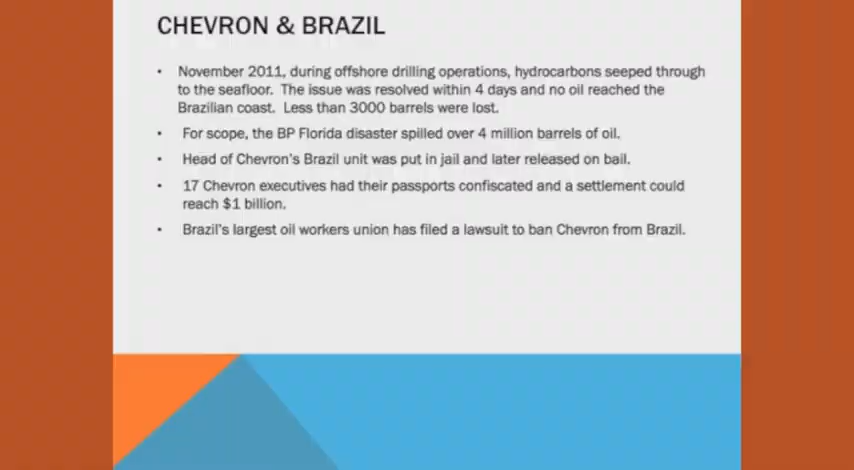 CHEVRON & BRAZIL
• November 2011, during offshore drilling operations, hydrocarbons seeped through
to the seafloor. The issue was resolved within 4 days and no oil reached the
Brazilian coast. Less than 3000 barrels were lost.
• For scope, the BP Florida disaster spilled over 4 million barrels of oil.
• Head of Chevron's Brazil unit was put in jail and later released on bail.
• 17 Chevron executives had their passports confiscated and a settlement could
reach $1 billion.
• Brazil's largest oil workers union has filed a lawsuit to ban Chevron from Brazil.